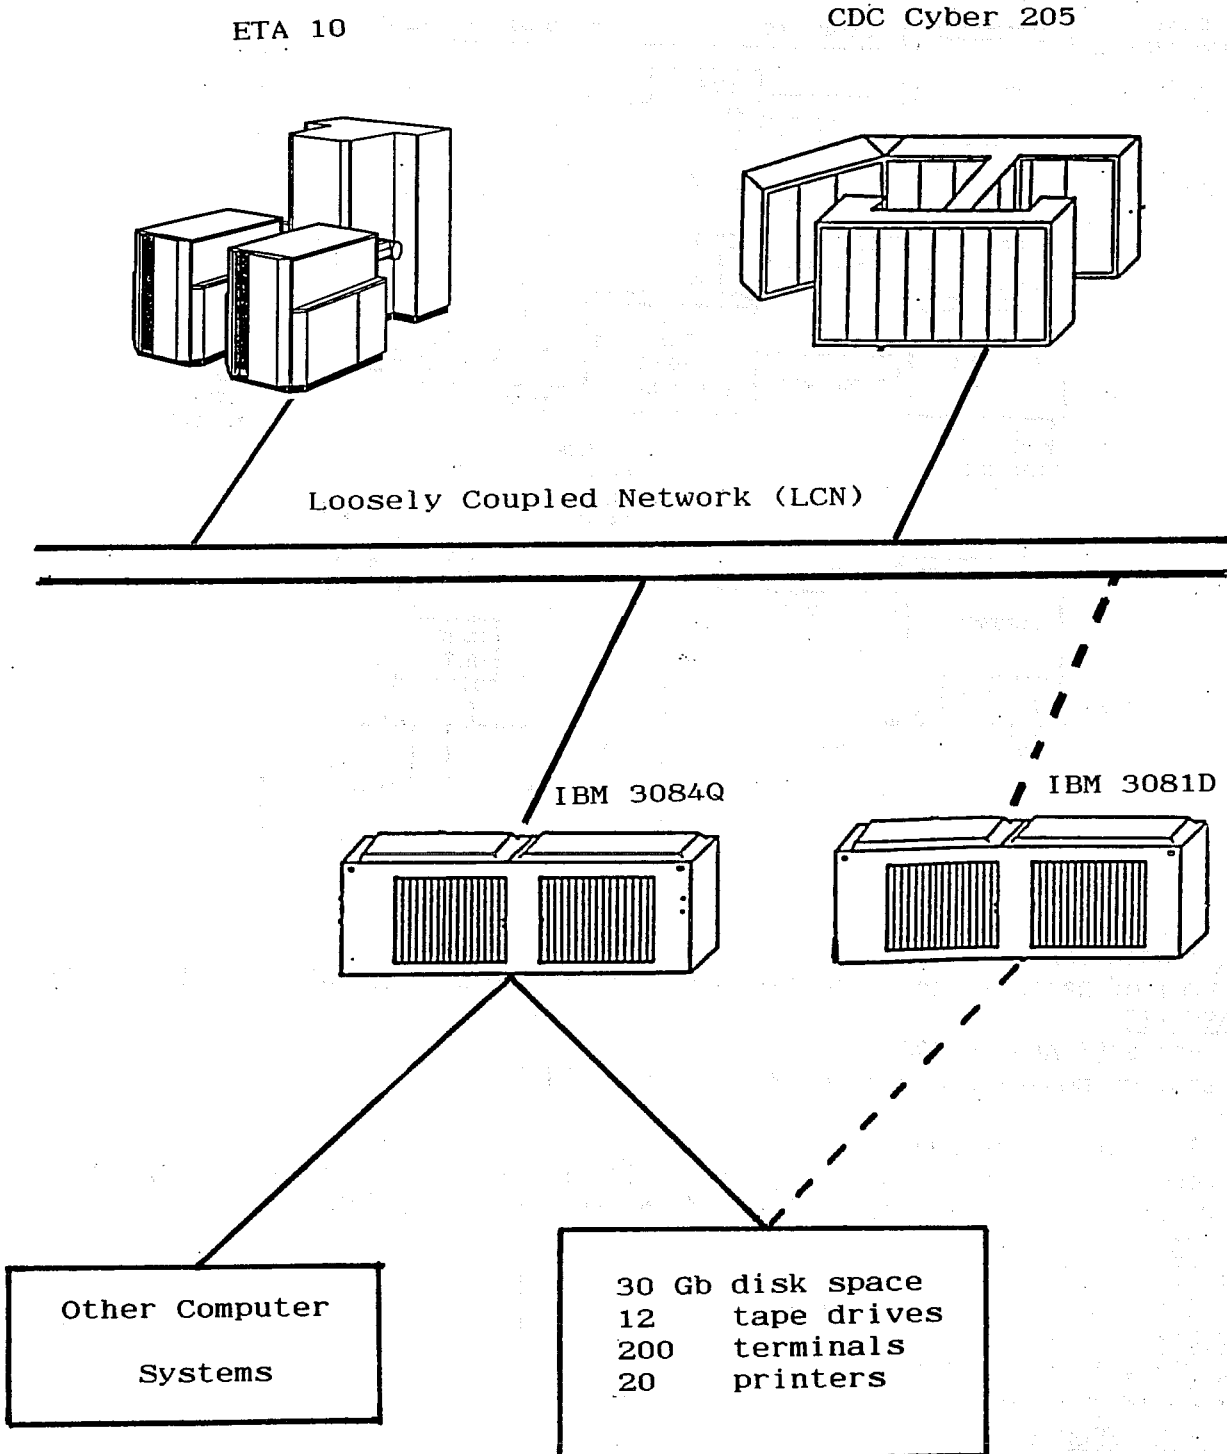 ETA 10
CDC Cyber 205
Loosely Coupled Network (LCN)
IBM 3084Q
IBM 3081D
Other Computer
Systems
30 Gb disk space
12 tape drives
200 terminals
20 printers